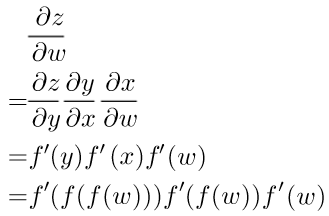 ∂z/∂w
=∂z/∂y ∂y/∂x ∂x/∂w
=f′(y)f′(x)f′(w)
=f′(f(f(w)))f′(f(w))f′(w)